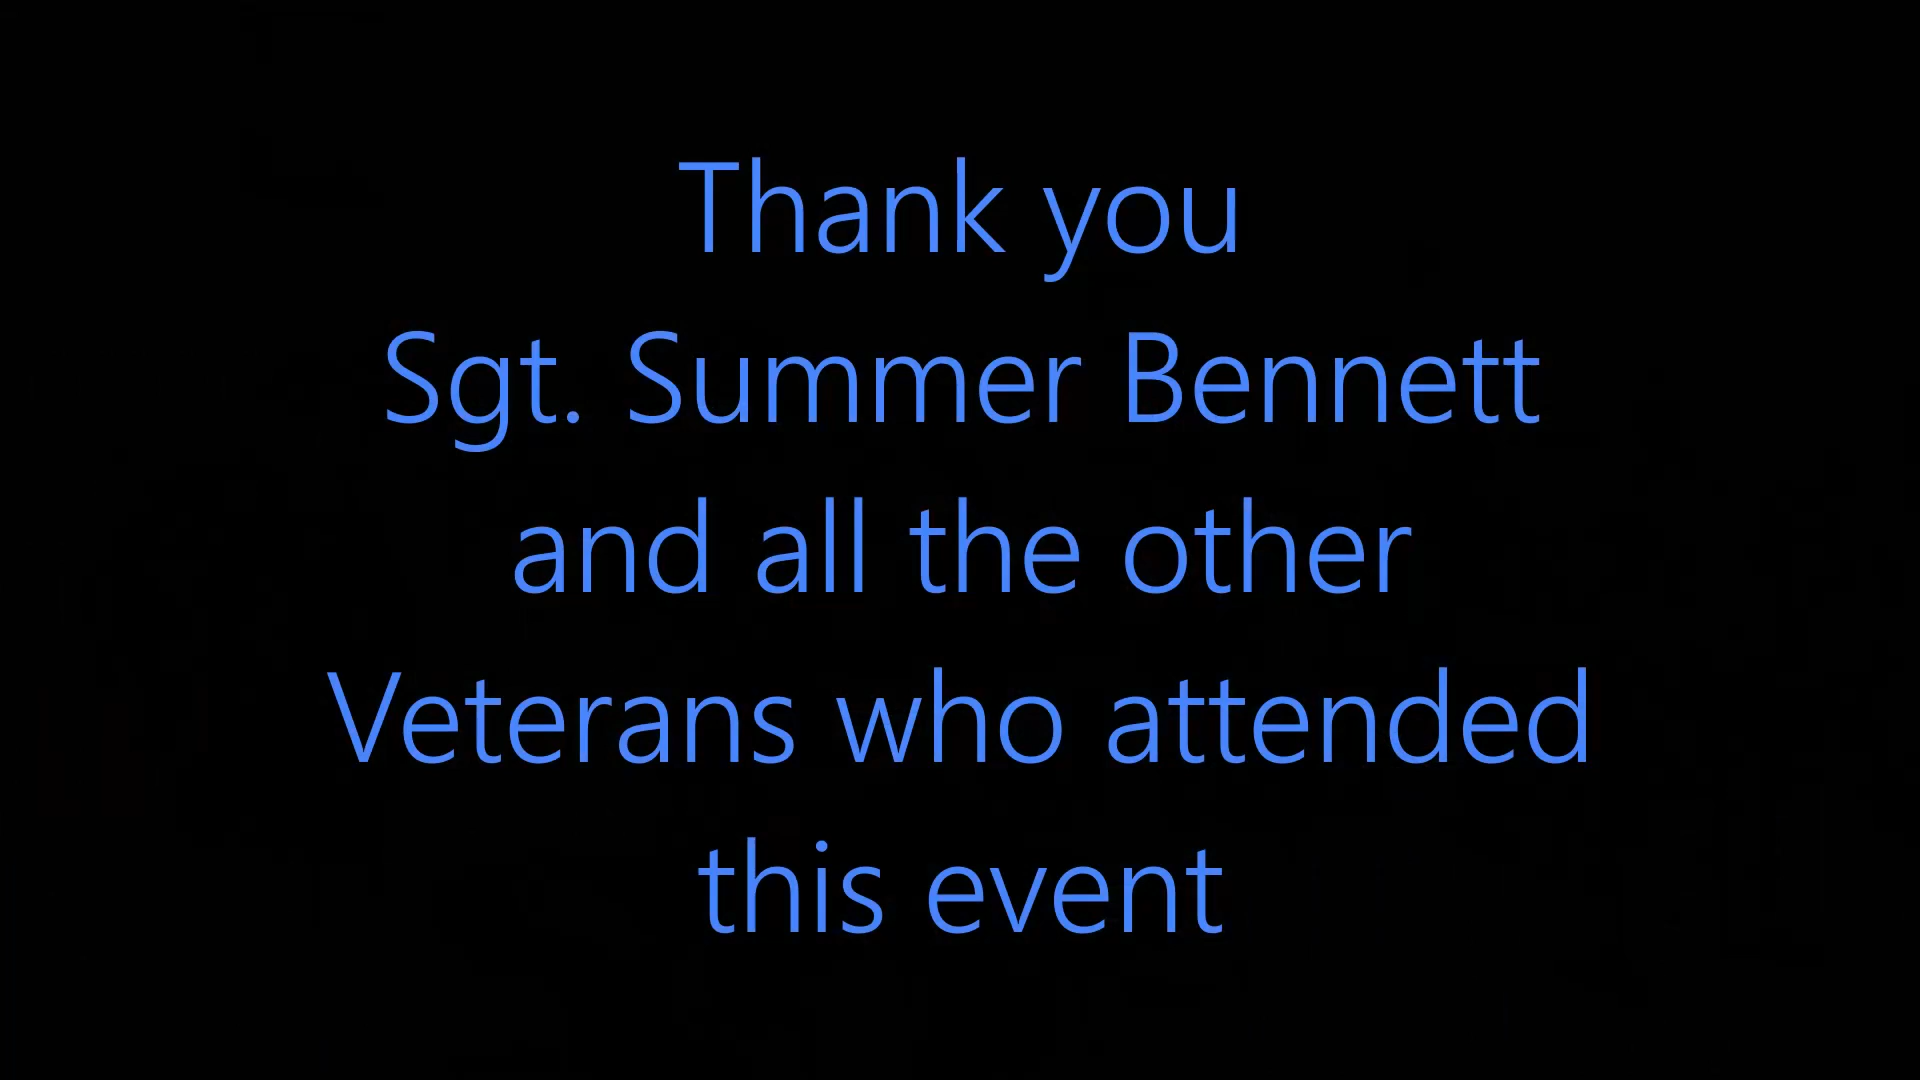 Thank you
Sgt. Summer Bennett
and all the other
Veterans who attended
this event